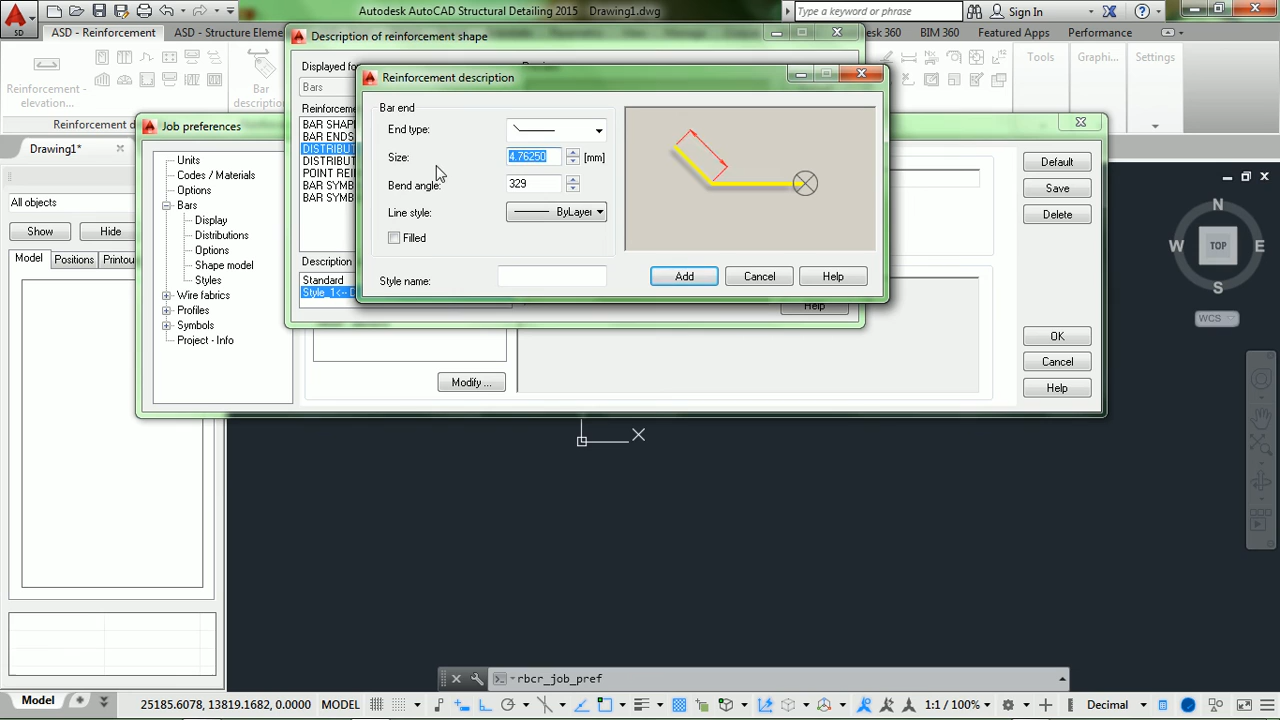 Autodesk AutoCAD Structural Detailing 2015 Drawing1.dwg
Type a keyword or phrase
Sign In
SD
ASD - Reinforcement
ASD - Structure Eleme
360
BIM 360
Featured Apps
Performance
Reinforcement -
elevation...
Bar
description
Tools
Graphi...
Settings
Reinforcement
Drawing1*
All objects
Show
Hide
Model
Positions
Printou
Job preferences
Units
Codes / Materials
Options
Bars
Display
Distributions
Options
Shape model
Styles
Wire fabrics
Profiles
Symbols
Project - Info
Modify ...
Default
Save
Delete
OK
Cancel
Help
Description of reinforcement shape
Displayed fo
Bars
Reinforceme
BAR SHAP
BAR ENDS
DISTRIBUT
DISTRIBUT
POINT REI
BAR SYMB
BAR SYMB
Description
Standard
Style_1<-- D
Help
Reinforcement description
Bar end
End type:
Size:
4.76250
[mm]
Bend angle:
329
Line style:
ByLayer
Filled
Style name:
Add
Cancel
Help
N
W
TOP
E
S
WCS
X
rbcr_job_pref
Model
25185.6078, 13819.1682, 0.0000
MODEL
1:1 / 100%
Decimal